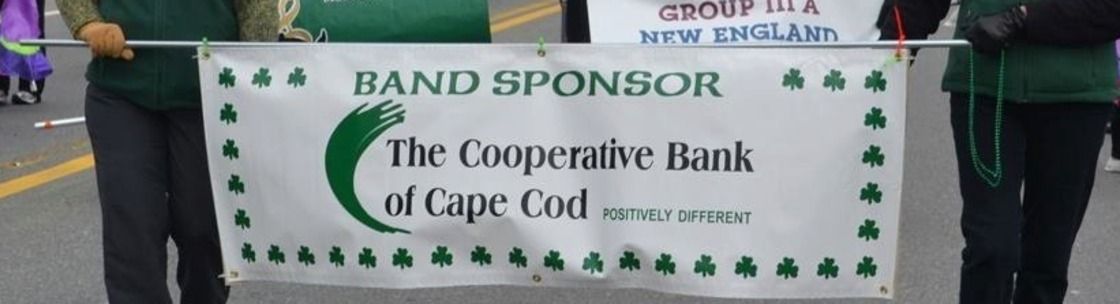 GROUP III A
NEW ENGLAND
BAND SPONSOR
The Cooperative Bank
of Cape Cod POSITIVELY DIFFERENT